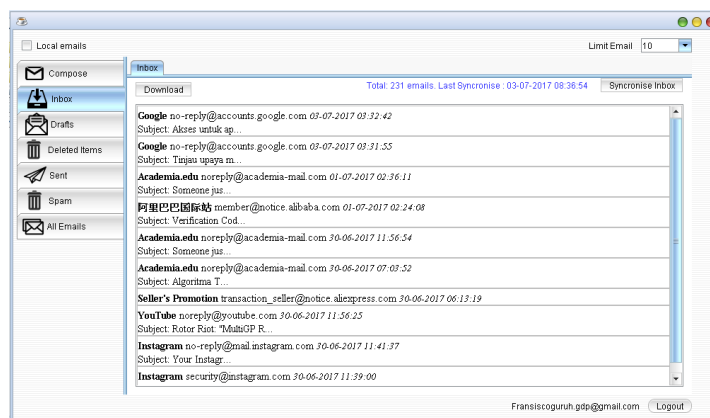 Local emails
Limit Email 10
Compose
Inbox
Drafts
Deleted Items
Sent
Spam
All Emails
Inbox
Download
Total: 231 emails. Last Syncronise : 03-07-2017 08:36:54
Syncronise Inbox
Google no-reply@accounts.google.com 03-07-2017 03:32:42
Subject: Akses untuk ap...
Google no-reply@accounts.google.com 03-07-2017 03:31:55
Subject: Tinjau upaya m...
Academia.edu noreply@academia-mail.com 01-07-2017 02:36:11
Subject: Someone jus...
阿里巴巴国际站 member@notice.alibaba.com 01-07-2017 02:24:08
Subject: Verification Cod...
Academia.edu noreply@academia-mail.com 30-06-2017 11:56:54
Subject: Someone jus...
Academia.edu noreply@academia-mail.com 30-06-2017 07:03:52
Subject: Algoritma T...
Seller's Promotion transaction_seller@notice.aliexpress.com 30-06-2017 06:13:19
YouTube noreply@youtube.com 30-06-2017 11:56:25
Subject: Rotor Riot: "MultiGP R...
Instagram no-reply@mail.instagram.com 30-06-2017 11:41:37
Subject: Your Instagr...
Instagram security@instagram.com 30-06-2017 11:39:00
Fransiscoguruh.gdp@gmail.com
Logout